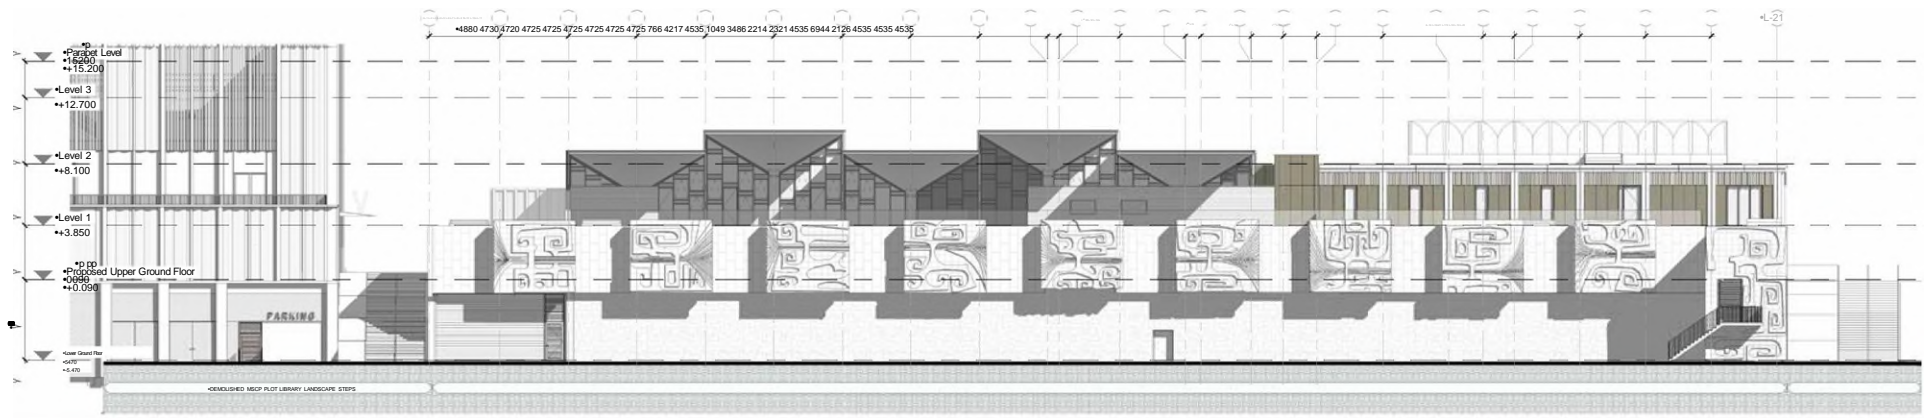 •L-21
•4880 4730 4720 4725 4725 4725 4725 4725 4725 766 4217 4535 1049 3486 2214 2321 4535 6944 2126 4535 4535 4535
•p
•Parapet Level
•15200
•+15.200
•Level 3
•+12.700
•Level 2
•+8.100
•Level 1
•+3.850
•p pp
•Proposed Upper Ground Floor
•0090
•+0.090
PARKING
•Lower Ground Floor
•5470
•-5.470
•DEMOLISHED MSCP PLOT LIBRARY LANDSCAPE STEPS